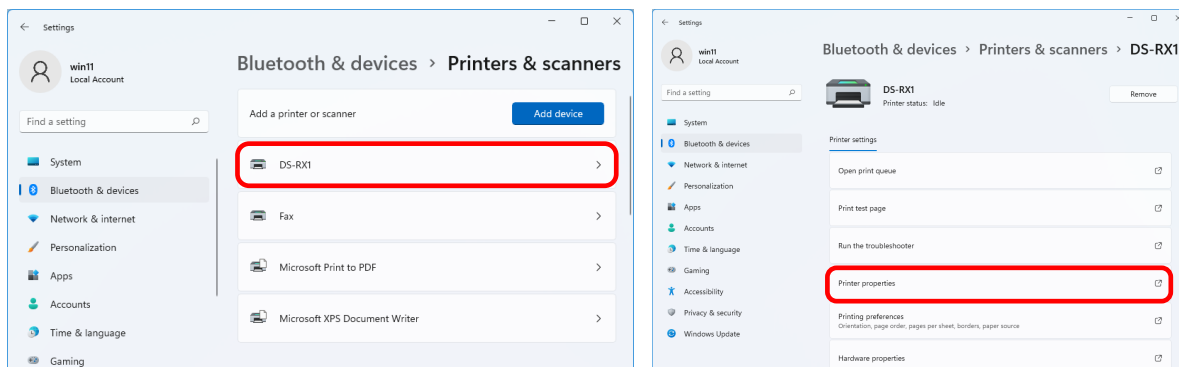 Settings
win11
Local Account
Find a setting
System
Bluetooth & devices
Network & internet
Personalization
Apps
Accounts
Time & language
Gaming
Bluetooth & devices > Printers & scanners
Add a printer or scanner
Add device
DS-RX1
Fax
Microsoft Print to PDF
Microsoft XPS Document Writer
Settings
win11
Local Account
Find a setting
System
Bluetooth & devices
Network & internet
Personalization
Apps
Accounts
Time & language
Gaming
Accessibility
Privacy & security
Windows Update
Bluetooth & devices > Printers & scanners > DS-RX1
DS-RX1
Printer status: Idle
Remove
Printer settings
Open print queue
Print test page
Run the troubleshooter
Printer properties
Printing preferences
Orientation, page order, pages per sheet, borders, paper source
Hardware properties